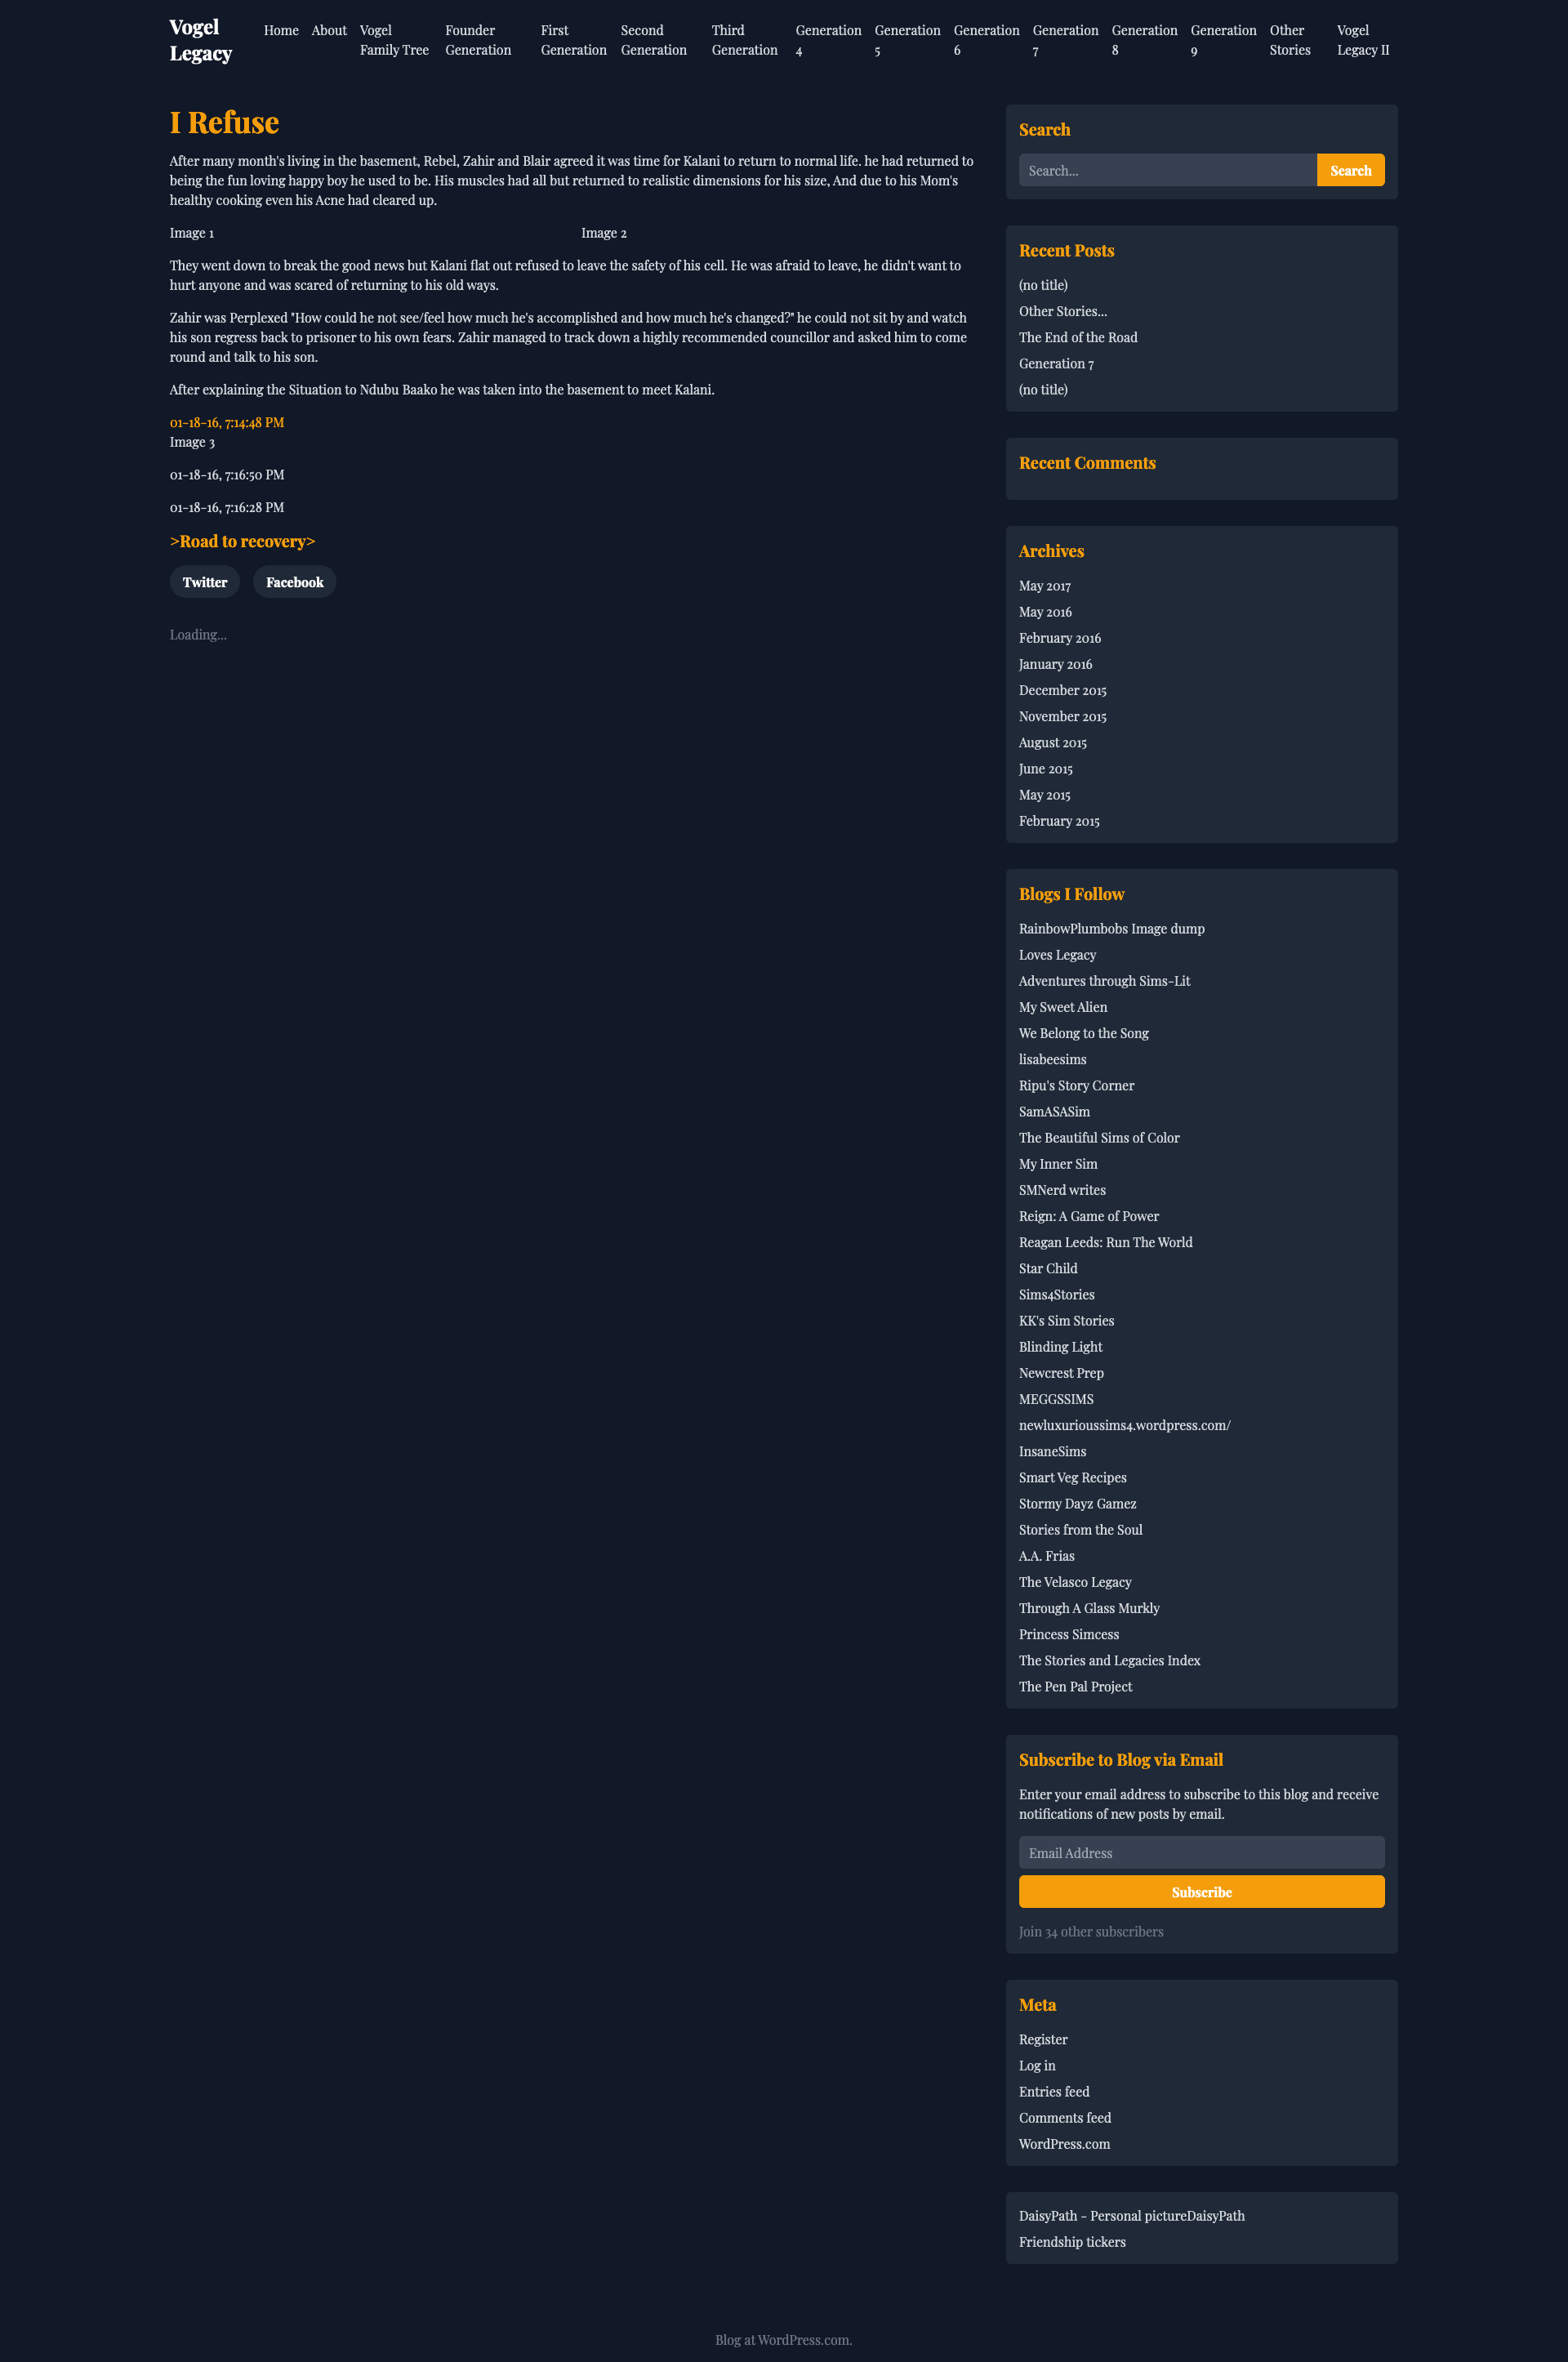 Vogel
Legacy
Home
About
Vogel
Family Tree
Founder
Generation
First
Generation
Second
Generation
Third
Generation
Generation
4
Generation
5
Generation
6
Generation
7
Generation
8
Generation
9
Other
Stories
Vogel
Legacy II
I Refuse
After many month's living in the basement, Rebel, Zahir and Blair agreed it was time for Kalani to return to normal life. he had returned to
being the fun loving happy boy he used to be. His muscles had all but returned to realistic dimensions for his size, And due to his Mom's
healthy cooking even his Acne had cleared up.
Image 1
Image 2
They went down to break the good news but Kalani flat out refused to leave the safety of his cell. He was afraid to leave, he didn't want to
hurt anyone and was scared of returning to his old ways.
Zahir was Perplexed "How could he not see/feel how much he's accomplished and how much he's changed?" he could not sit by and watch
his son regress back to prisoner to his own fears. Zahir managed to track down a highly recommended councillor and asked him to come
round and talk to his son.
After explaining the Situation to Ndubu Baako he was taken into the basement to meet Kalani.
01-18-16, 7:14:48 PM
Image 3
01-18-16, 7:16:50 PM
01-18-16, 7:16:28 PM
>Road to recovery>
Twitter
Facebook
Loading...
Search
Search...
Search
Recent Posts
(no title)
Other Stories...
The End of the Road
Generation 7
(no title)
Recent Comments
Archives
May 2017
May 2016
February 2016
January 2016
December 2015
November 2015
August 2015
June 2015
May 2015
February 2015
Blogs I Follow
RainbowPlumbobs Image dump
Loves Legacy
Adventures through Sims-Lit
My Sweet Alien
We Belong to the Song
lisabeesims
Ripu's Story Corner
SamASASim
The Beautiful Sims of Color
My Inner Sim
SMNerd writes
Reign: A Game of Power
Reagan Leeds: Run The World
Star Child
Sims4Stories
KK's Sim Stories
Blinding Light
Newcrest Prep
MEGGSSIMS
newluxurioussims4.wordpress.com/
InsaneSims
Smart Veg Recipes
Stormy Dayz Gamez
Stories from the Soul
A.A. Frias
The Velasco Legacy
Through A Glass Murkly
Princess Simcess
The Stories and Legacies Index
The Pen Pal Project
Subscribe to Blog via Email
Enter your email address to subscribe to this blog and receive
notifications of new posts by email.
Email Address
Subscribe
Join 34 other subscribers
Meta
Register
Log in
Entries feed
Comments feed
WordPress.com
DaisyPath - Personal pictureDaisyPath
Friendship tickers
Blog at WordPress.com.